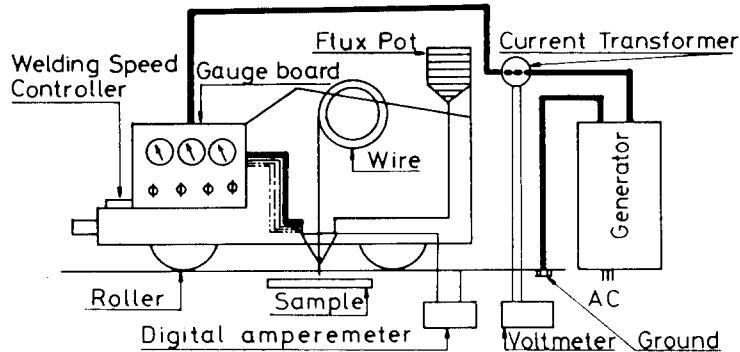 Flux Pot
Current Transformer
Welding Speed
Controller
Gauge board
Wire
Generator
Roller
Sample
AC
Digital amperemeter
Voltmeter
Ground